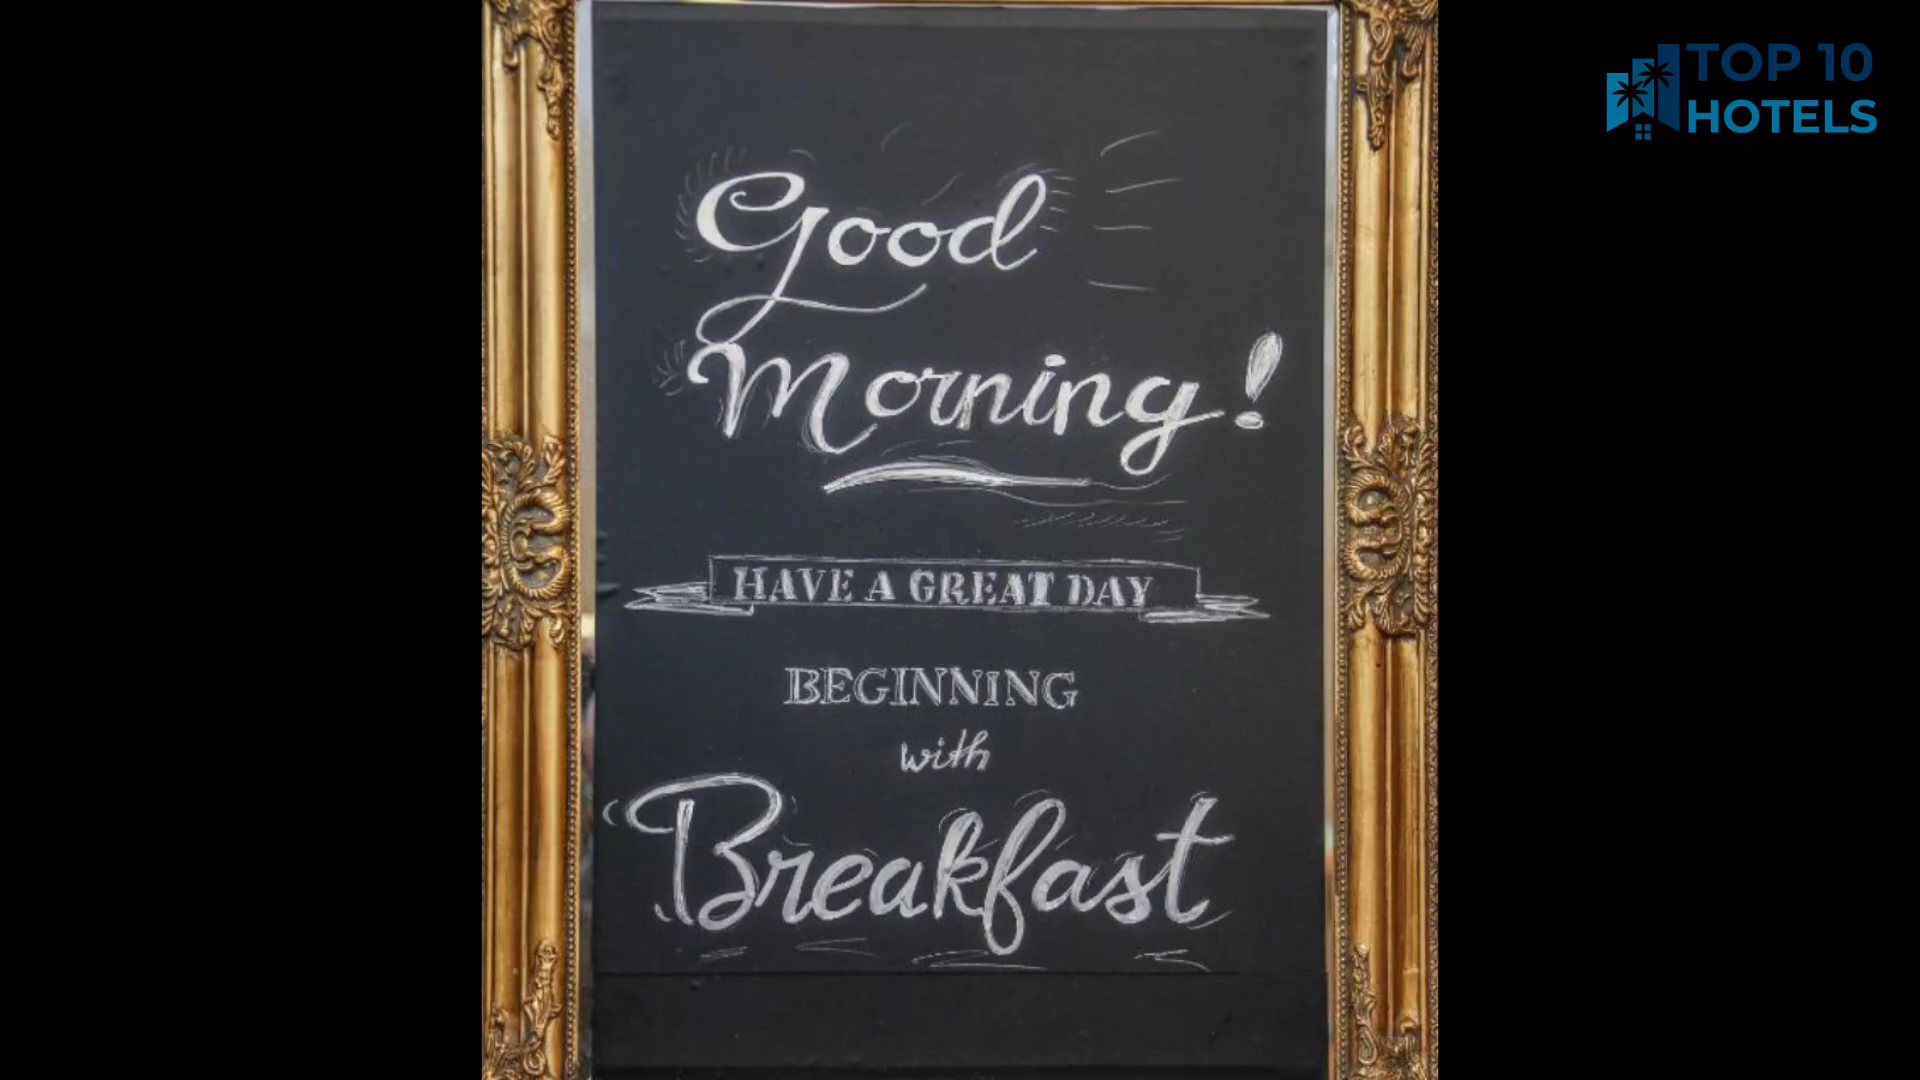 TOP 10
HOTELS
Good
Morning!
HAVE A GREAT DAY
BEGINNING
with
Breakfast